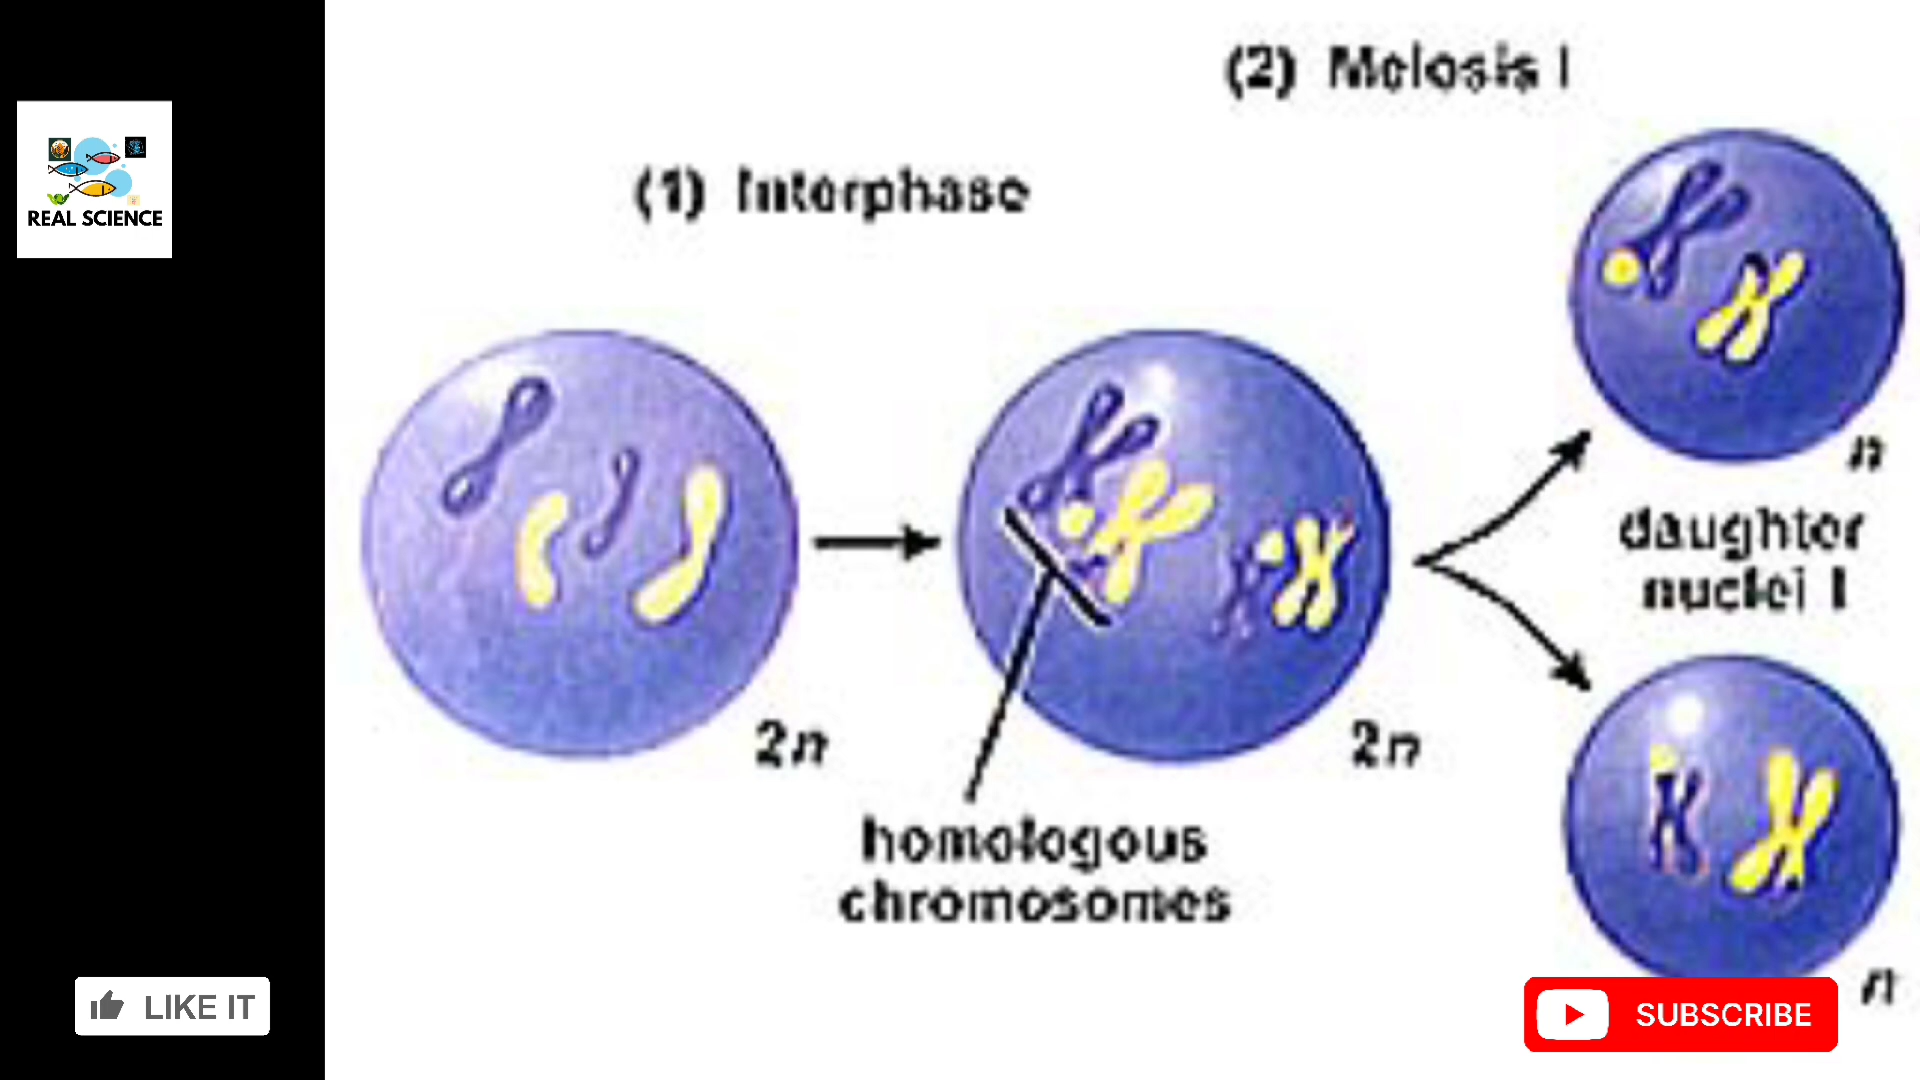 (2) Meiosis I
REAL SCIENCE
(1) Interphase
n
daughter
nuclei I
2n
2n
homologous
chromosomes
n
LIKE IT
SUBSCRIBE